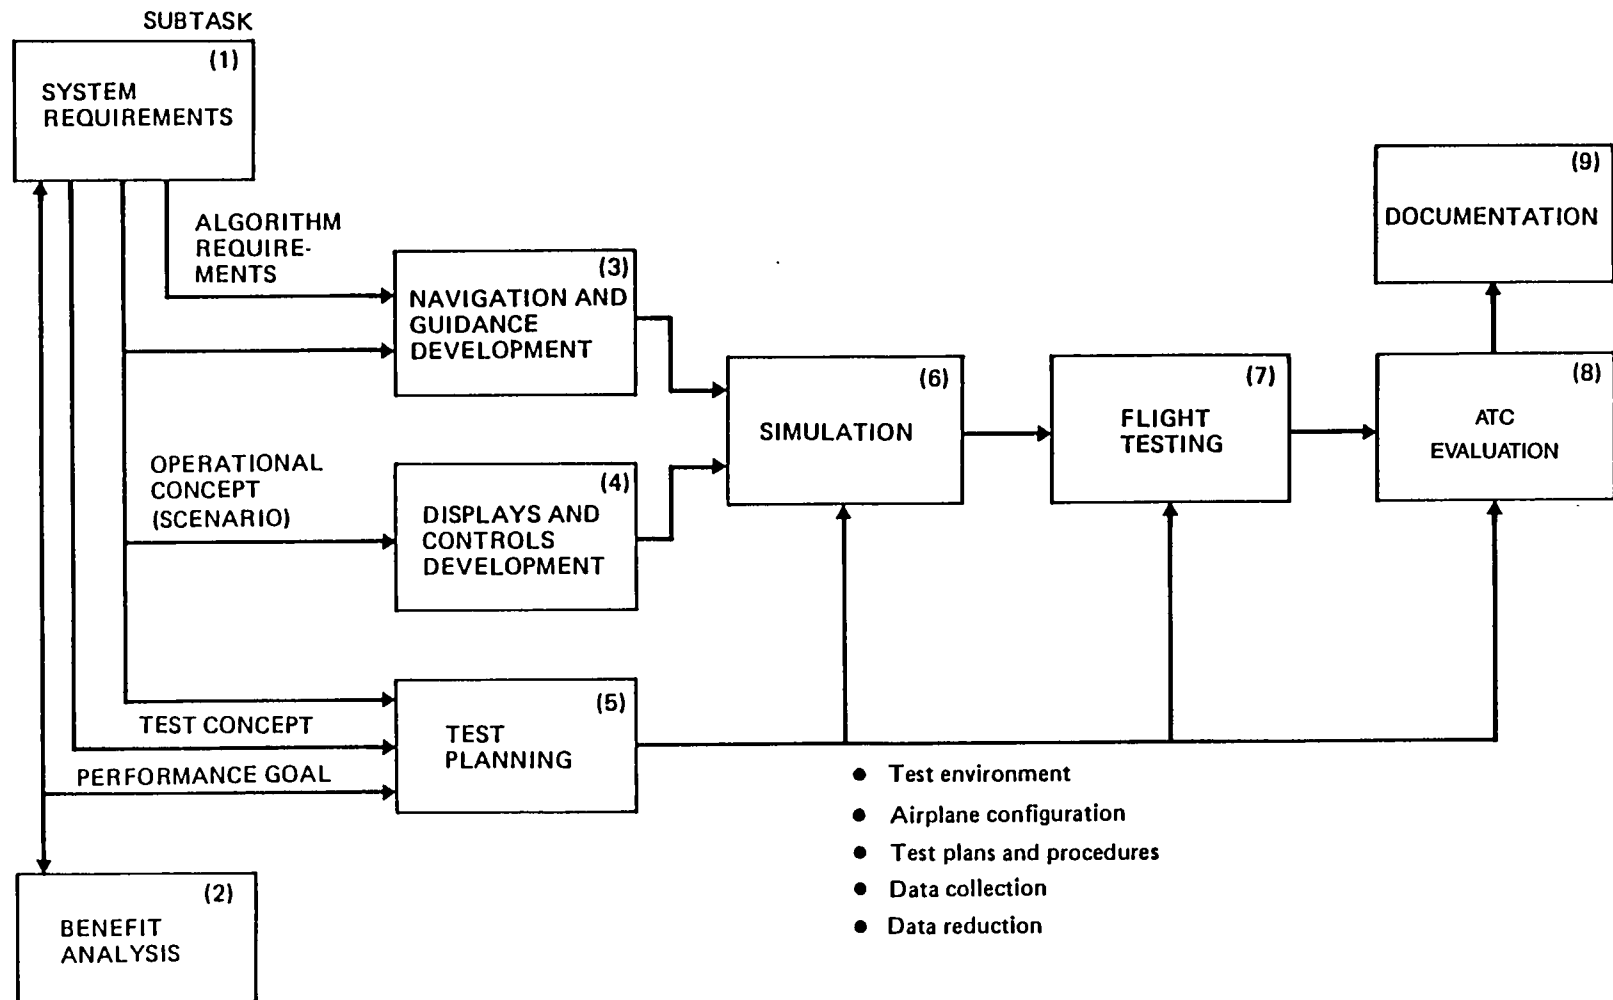 SUBTASK
(1)
SYSTEM
REQUIREMENTS
ALGORITHM
REQUIRE-
MENTS
(3)
NAVIGATION AND
GUIDANCE
DEVELOPMENT
OPERATIONAL
CONCEPT
(SCENARIO)
(4)
DISPLAYS AND
CONTROLS
DEVELOPMENT
TEST CONCEPT
PERFORMANCE GOAL
(5)
TEST
PLANNING
(2)
BENEFIT
ANALYSIS
(6)
SIMULATION
(7)
FLIGHT
TESTING
(8)
ATC
EVALUATION
(9)
DOCUMENTATION
● Test environment
● Airplane configuration
● Test plans and procedures
● Data collection
● Data reduction